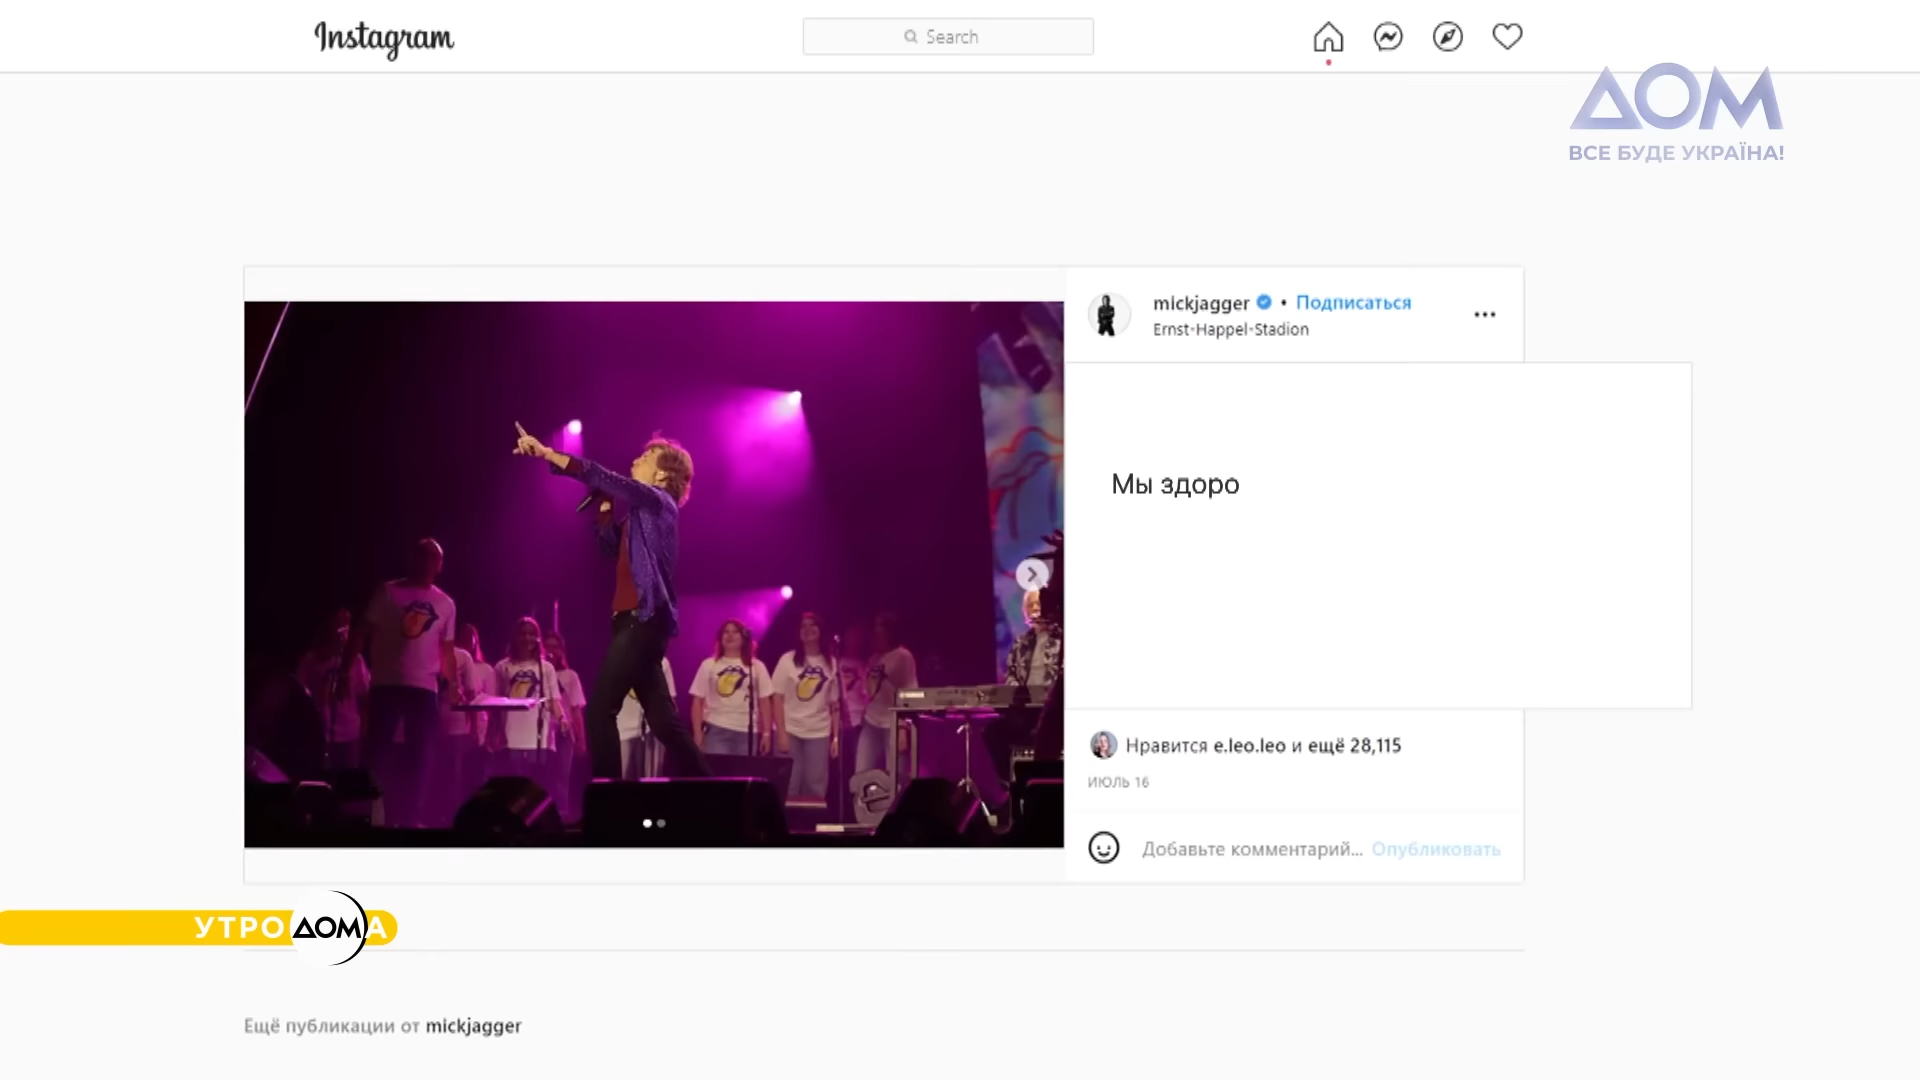 Instagram
Search
ДОМ
ВСЕ БУДЕ УКРАЇНА!
mickjagger • Подписаться
Ernst-Happel-Stadion
Мы здоро
Нравится e.leo.leo и ещё 28,115
ИЮЛЬ 16
Добавьте комментарий... Опубликовать
УТРО ДОМА
Ещё публикации от mickjagger